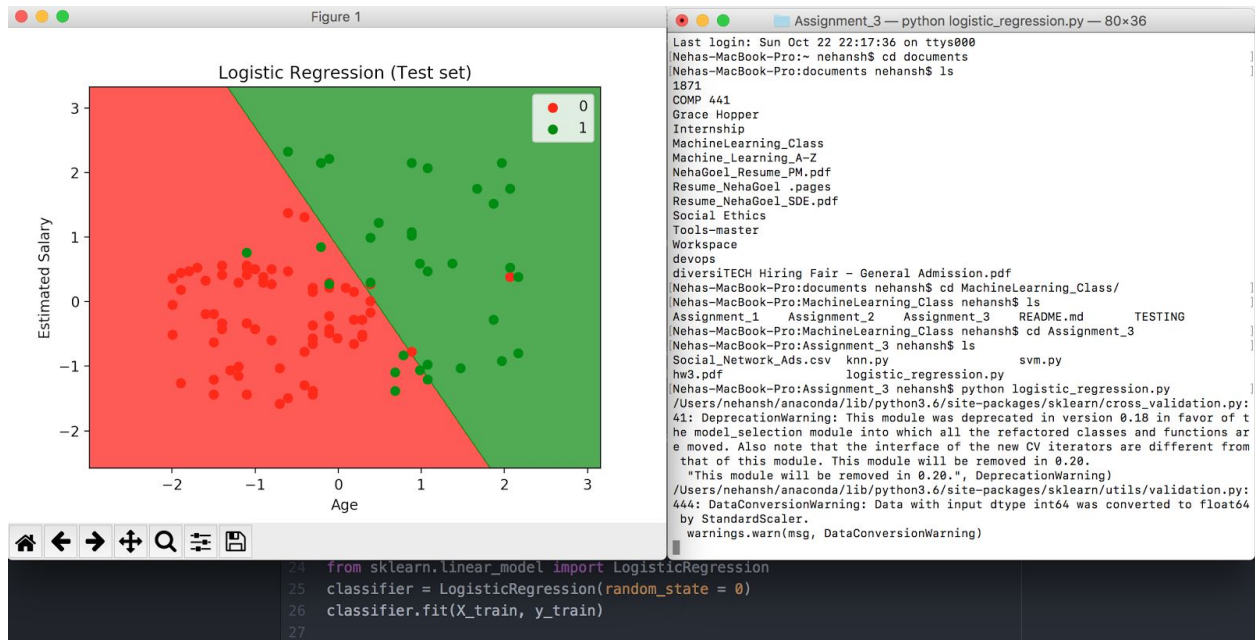 Figure 1
Logistic Regression (Test set)
0
1
3
2
1
0
−1
−2
Estimated Salary
−2 −1 0 1 2 3
Age
Assignment_3 — python logistic_regression.py — 80×36
Last login: Sun Oct 22 22:17:36 on ttys000
[Nehas-MacBook-Pro:~ nehansh$ cd documents ]
[Nehas-MacBook-Pro:documents nehansh$ ls ]
1871
COMP 441
Grace Hopper
Internship
MachineLearning_Class
Machine_Learning_A-Z
NehaGoel_Resume_PM.pdf
Resume_NehaGoel .pages
Resume_NehaGoel_SDE.pdf
Social Ethics
Tools-master
Workspace
devops
diversiTECH Hiring Fair – General Admission.pdf
[Nehas-MacBook-Pro:documents nehansh$ cd MachineLearning_Class/ ]
[Nehas-MacBook-Pro:MachineLearning_Class nehansh$ ls ]
Assignment_1 Assignment_2 Assignment_3 README.md TESTING
[Nehas-MacBook-Pro:MachineLearning_Class nehansh$ cd Assignment_3 ]
[Nehas-MacBook-Pro:Assignment_3 nehansh$ ls ]
Social_Network_Ads.csv knn.py svm.py
hw3.pdf logistic_regression.py
[Nehas-MacBook-Pro:Assignment_3 nehansh$ python logistic_regression.py ]
/Users/nehansh/anaconda/lib/python3.6/site-packages/sklearn/cross_validation.py:
41: DeprecationWarning: This module was deprecated in version 0.18 in favor of t
he model_selection module into which all the refactored classes and functions ar
e moved. Also note that the interface of the new CV iterators are different from
that of this module. This module will be removed in 0.20.
"This module will be removed in 0.20.", DeprecationWarning)
/Users/nehansh/anaconda/lib/python3.6/site-packages/sklearn/utils/validation.py:
444: DataConversionWarning: Data with input dtype int64 was converted to float64
by StandardScaler.
warnings.warn(msg, DataConversionWarning)
24 from sklearn.linear_model import LogisticRegression
25 classifier = LogisticRegression(random_state = 0)
26 classifier.fit(X_train, y_train)
27